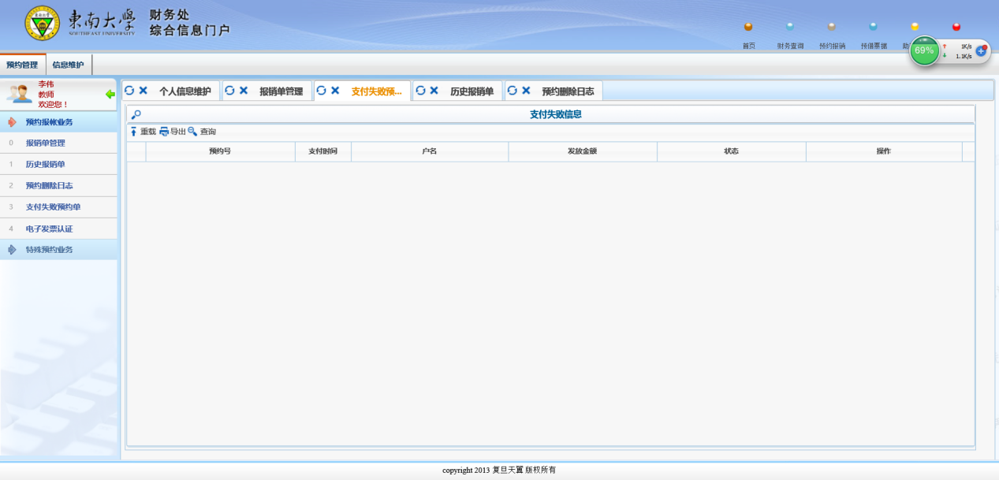 東南大學
SOUTHEAST UNIVERSITY
财务处
综合信息门户
首页 财务查询 预约报销 预借票据 助
69% 1K/s
1.1K/s
预约管理 信息维护
李伟
教师
欢迎您！
个人信息维护 报销单管理 支付失败预... 历史报销单 预约删除日志
支付失败信息
预约报帐业务
重载 导出 查询
0 报销单管理
预约号 支付时间 户名 发放金额 状态 操作
1 历史报销单
2 预约删除日志
3 支付失败预约单
4 电子发票认证
特殊预约业务
copyright 2013 复旦天翼 版权所有